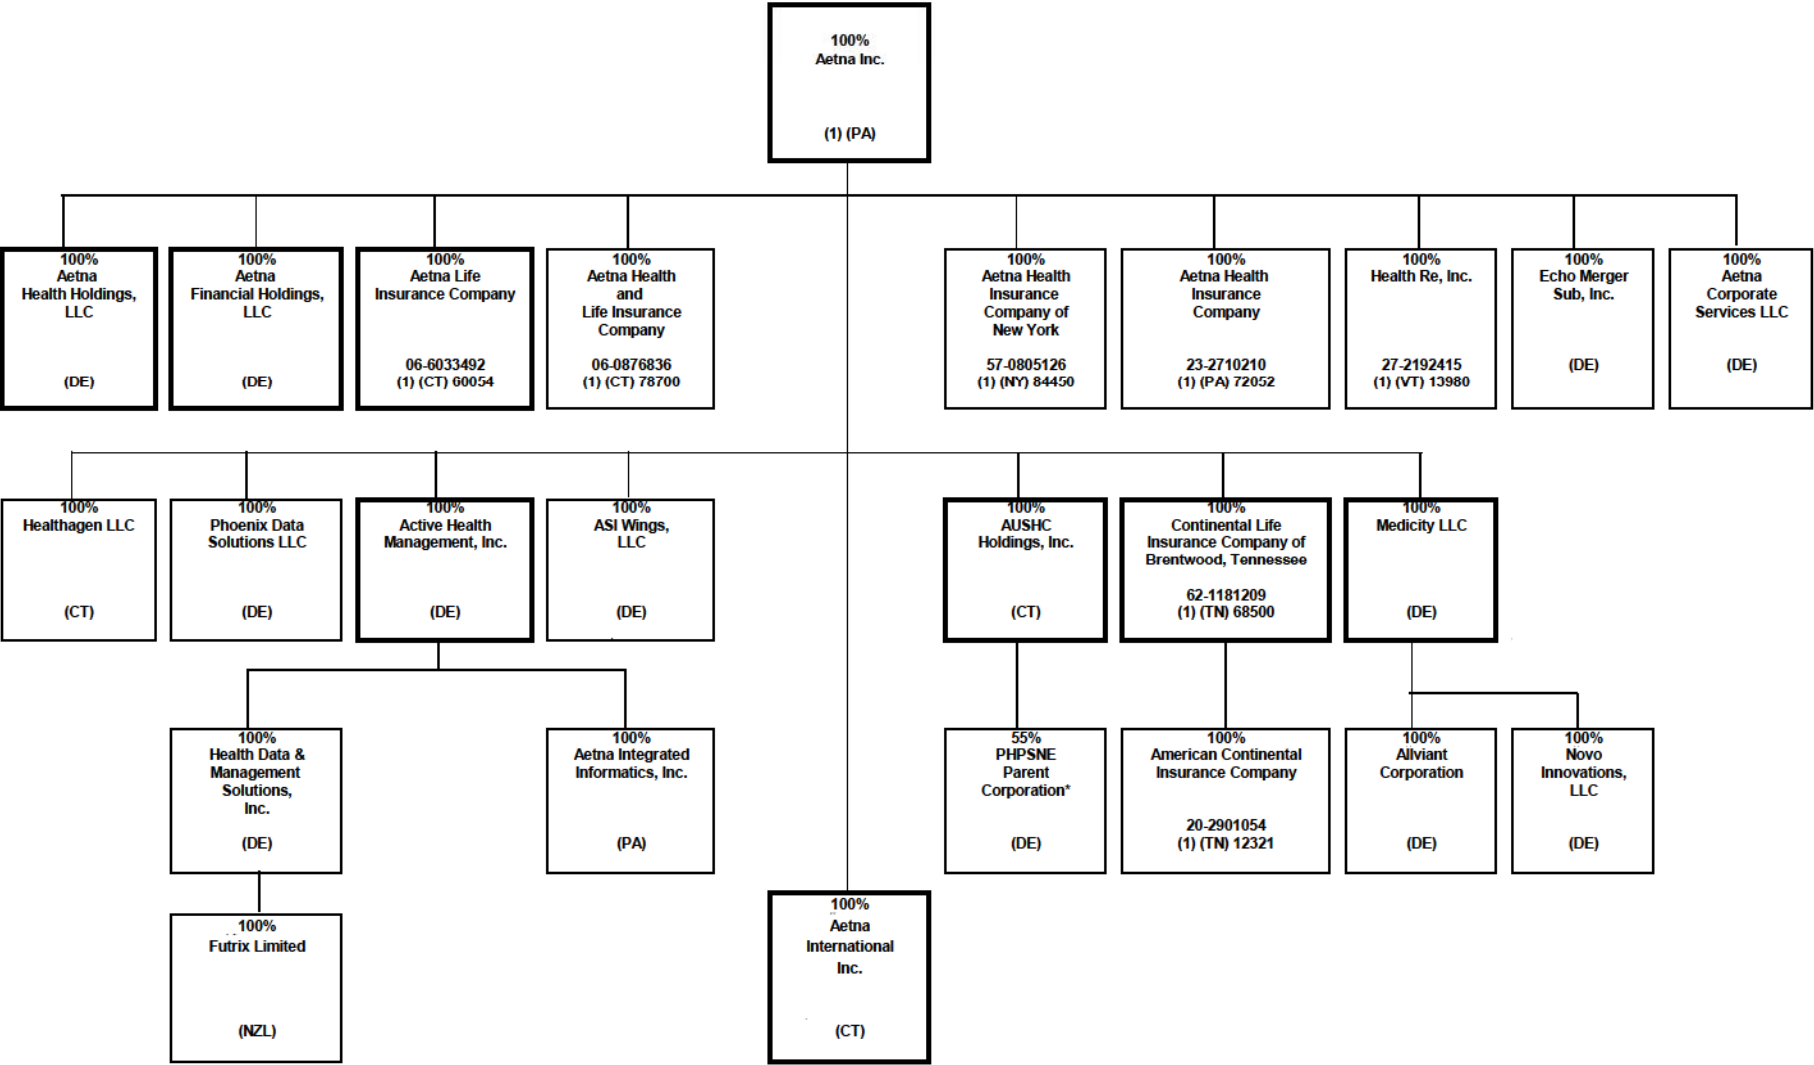 100%
Aetna Inc.
(1) (PA)
100%
Aetna
Health Holdings,
LLC
(DE)
100%
Aetna
Financial Holdings,
LLC
(DE)
100%
Aetna Life
Insurance Company
06-6033492
(1) (CT) 60054
100%
Aetna Health
and
Life Insurance
Company
06-0876836
(1) (CT) 78700
100%
Aetna Health
Insurance
Company of
New York
57-0805126
(1) (NY) 84450
100%
Aetna Health
Insurance
Company
23-2710210
(1) (PA) 72052
100%
Health Re, Inc.
27-2192415
(1) (VT) 13980
100%
Echo Merger
Sub, Inc.
(DE)
100%
Aetna
Corporate
Services LLC
(DE)
100%
Healthagen LLC
(CT)
100%
Phoenix Data
Solutions LLC
(DE)
100%
Active Health
Management, Inc.
(DE)
100%
ASI Wings,
LLC
(DE)
100%
AUSHC
Holdings, Inc.
(CT)
100%
Continental Life
Insurance Company of
Brentwood, Tennessee
62-1181209
(1) (TN) 68500
100%
Medicity LLC
(DE)
100%
Health Data &
Management
Solutions,
Inc.
(DE)
100%
Aetna Integrated
Informatics, Inc.
(PA)
55%
PHPSNE
Parent
Corporation*
(DE)
100%
American Continental
Insurance Company
20-2901054
(1) (TN) 12321
100%
Allviant
Corporation
(DE)
100%
Novo
Innovations,
LLC
(DE)
100%
Futrix Limited
(NZL)
100%
Aetna
International
Inc.
(CT)